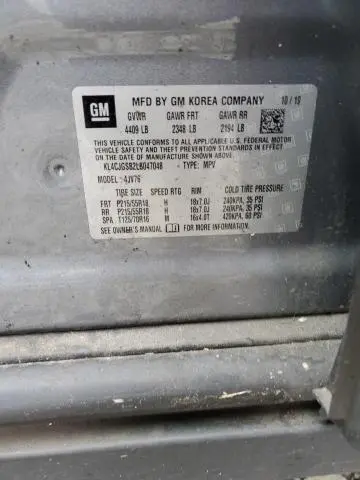 GM
MFD BY GM KOREA COMPANY 10/19
GVWR GAWR FRT GAWR RR
4409 LB 2348 LB 2194 LB
THIS VEHICLE CONFORMS TO ALL APPLICABLE U.S. FEDERAL MOTOR
VEHICLE SAFETY AND THEFT PREVENTION STANDARDS IN EFFECT ON
THE DATE OF MANUFACTURE SHOWN ABOVE.
KL4CJGSB2LB047048 TYPE: MPV
MODEL: 4JV76
TIRE SIZE SPEED RTG RIM COLD TIRE PRESSURE
FRT P215/55R18 H 18x7.0J 240KPA, 35 PSI
RR P215/55R18 H 18x7.0J 240KPA, 35 PSI
SPA T125/70R16 M 16x4.0T 420KPA, 60 PSI
SEE OWNER'S MANUAL FOR MORE INFORMATION.